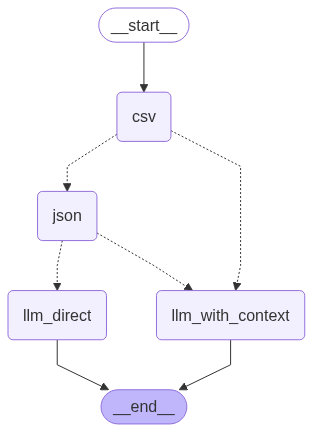 __start__
csv
json
llm_direct
llm_with_context
__end__